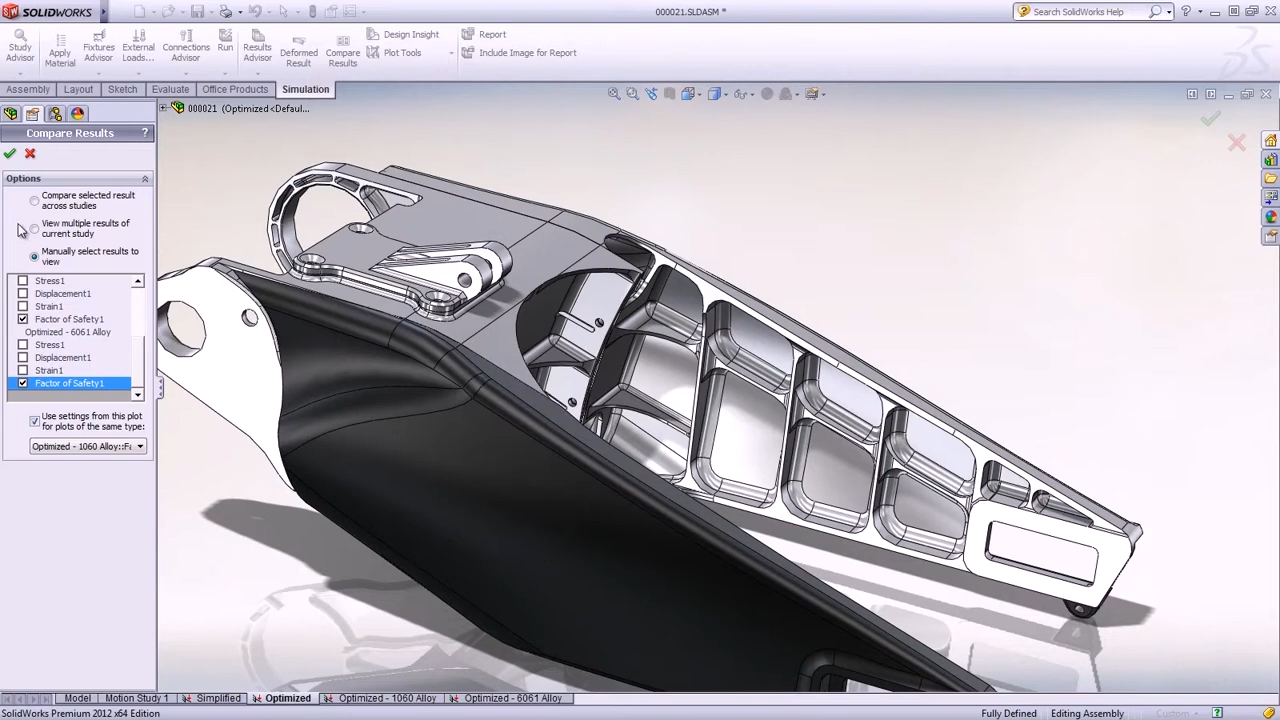 SOLIDWORKS
000021.SLDASM *
Search SolidWorks Help
Study
Advisor
Apply
Material
Fixtures
Advisor
External
Loads...
Connections
Advisor
Run
Results
Advisor
Deformed
Result
Compare
Results
Design Insight
Plot Tools
Report
Include Image for Report
Assembly
Layout
Sketch
Evaluate
Office Products
Simulation
000021 (Optimized<Defaul...
Compare Results
?
Options
Compare selected result
across studies
View multiple results of
current study
Manually select results to
view
Stress1
Displacement1
Strain1
Factor of Safety1
Optimized - 6061 Alloy
Stress1
Displacement1
Strain1
Factor of Safety1
Use settings from this plot
for plots of the same type:
Optimized - 1060 Alloy::Fa
Model
Motion Study 1
Simplified
Optimized
Optimized - 1060 Alloy
Optimized - 6061 Alloy
SolidWorks Premium 2012 x64 Edition
Fully Defined
Editing Assembly
Custom
?